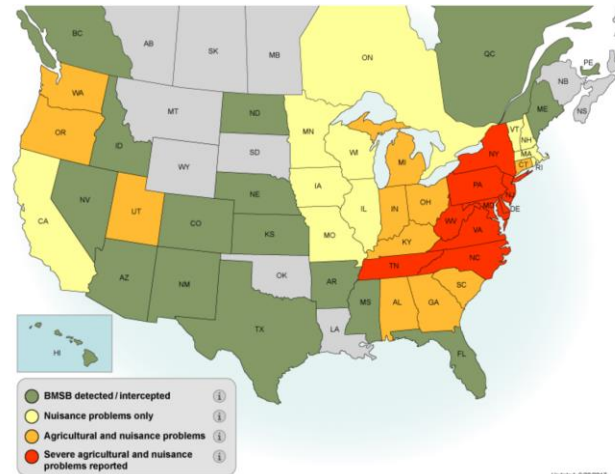 BC
AB
SK
MB
ON
QC
PE
NB
NS
WA
MT
ND
MN
ME
VT
NH
OR
ID
SD
WI
MI
NY
MA
CT
RI
WY
IA
PA
NJ
NE
NV
UT
IL
IN
OH
MD
DE
CO
WV
VA
CA
KS
MO
KY
NC
TN
AZ
NM
OK
AR
SC
MS
AL
GA
TX
LA
FL
HI
BMSB detected / intercepted i
Nuisance problems only i
Agricultural and nuisance problems i
Severe agricultural and nuisance i
problems reported